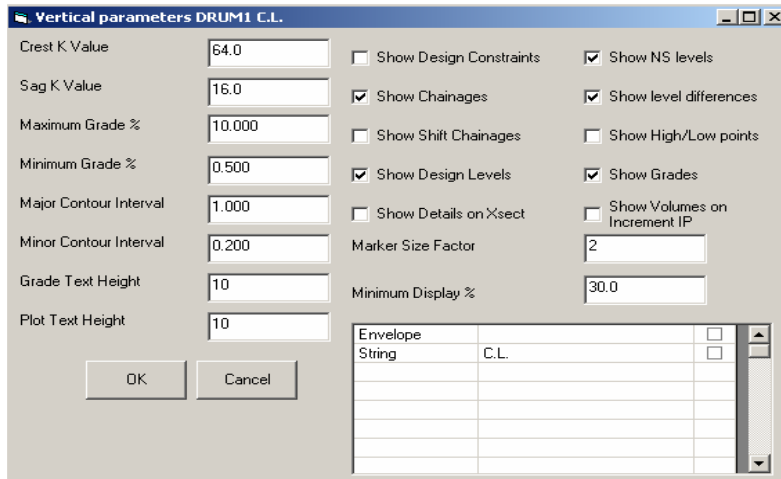 Vertical parameters DRUM1 C.L.
Crest K Value 64.0
Sag K Value 16.0
Maximum Grade % 10.000
Minimum Grade % 0.500
Major Contour Interval 1.000
Minor Contour Interval 0.200
Grade Text Height 10
Plot Text Height 10
OK Cancel
Show Design Constraints
Show Chainages
Show Shift Chainages
Show Design Levels
Show Details on Xsect
Show NS levels
Show level differences
Show High/Low points
Show Grades
Show Volumes on
Increment IP
Marker Size Factor 2
Minimum Display % 30.0
Envelope
String C.L.